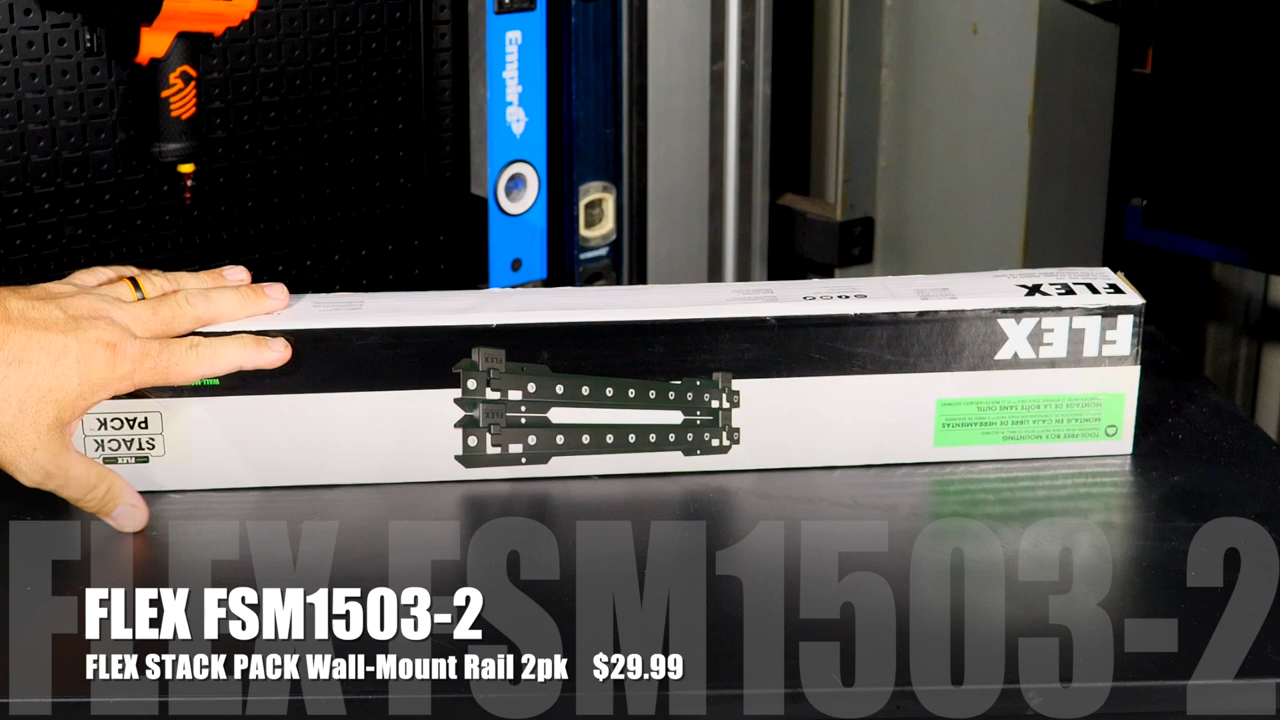 Empire
FLEX
FLEX
PACK
STACK
FLEX
MONTAGE DE LA BOÎTE SANS OUTIL
MONTAJE EN CAJA LIBRE DE HERRAMIENTAS
TOOL-FREE BOX MOUNTING
FLEX FSM1503-2
FLEX FSM1503-2
FLEX STACK PACK Wall-Mount Rail 2pk $29.99